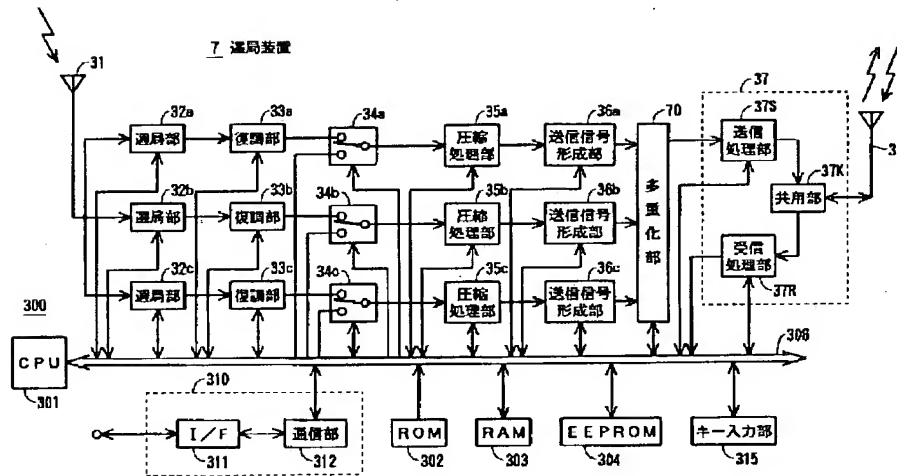 7 選局装置
31
32a 33a 34a 35a 36a 70 37
選局部 復調部 圧縮処理部 送信信号形成部 37S 送信処理部
37K 共用部
3
32b 33b 34b 35b 36b
選局部 復調部 圧縮処理部 送信信号形成部 多重化部
受信処理部 37R
32c 33c 34c 35c 36c
選局部 復調部 圧縮処理部 送信信号形成部
300
CPU 301
306
310
I/F 311 通信部 312
ROM 302
RAM 303
EEPROM 304
キー入力部 315